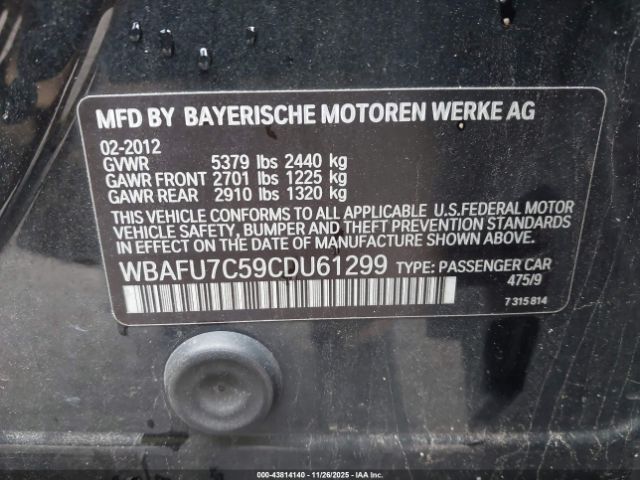 MFD BY BAYERISCHE MOTOREN WERKE AG
02-2012
GVWR 5379 lbs 2440 kg
GAWR FRONT 2701 lbs 1225 kg
GAWR REAR 2910 lbs 1320 kg
THIS VEHICLE CONFORMS TO ALL APPLICABLE U.S.FEDERAL MOTOR
VEHICLE SAFETY, BUMPER AND THEFT PREVENTION STANDARDS
IN EFFECT ON THE DATE OF MANUFACTURE SHOWN ABOVE.
WBAFU7C59CDU61299 TYPE: PASSENGER CAR
475/9
7 315 814
000-43814140 - 11/26/2025 - IAAI.COM